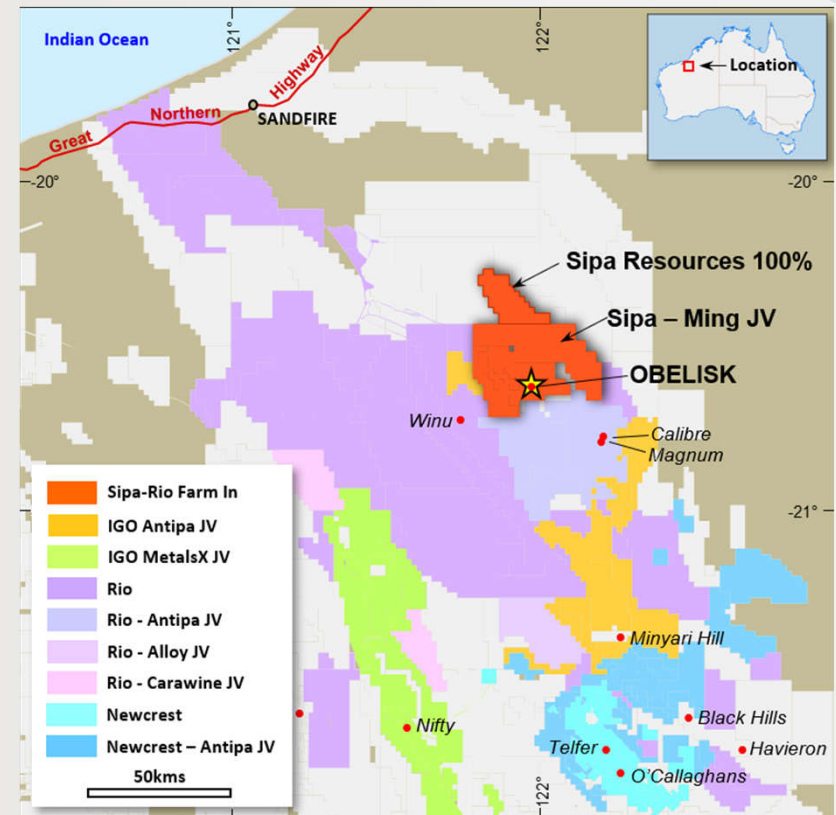 Indian Ocean
121°
122°
Location
Great Northern Highway
SANDFIRE
-20°
-20°
Sipa Resources 100%
Sipa – Ming JV
OBELISK
Winu
Calibre
Magnum
-21°
-21°
Sipa-Rio Farm In
IGO Antipa JV
IGO MetalsX JV
Rio
Rio - Antipa JV
Rio - Alloy JV
Rio - Carawine JV
Newcrest
Newcrest – Antipa JV
50kms
Minyari Hill
Nifty
Black Hills
Telfer
Havieron
O'Callaghans
122°